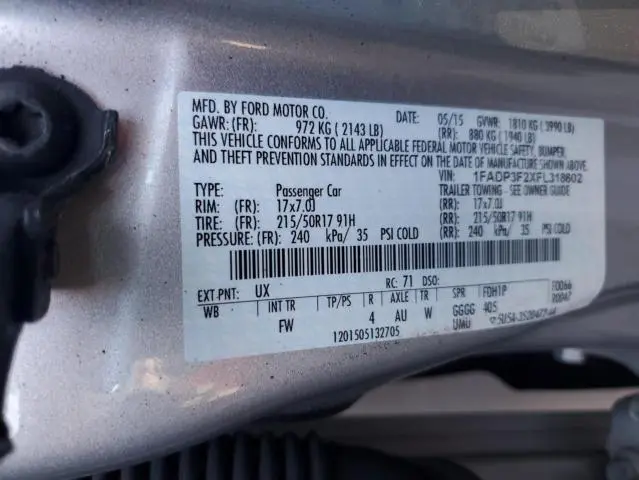 MFD. BY FORD MOTOR CO. DATE: 05/15 GVWR: 1810 KG ( 3990 LB)
GAWR: (FR): 972 KG ( 2143 LB) (RR): 880 KG ( 1940 LB)
THIS VEHICLE CONFORMS TO ALL APPLICABLE FEDERAL MOTOR VEHICLE SAFETY, BUMPER,
AND THEFT PREVENTION STANDARDS IN EFFECT ON THE DATE OF MANUFACTURE SHOWN ABOVE.
VIN: 1FADP3F2XFL318602
TYPE: Passenger Car TRAILER TOWING - SEE OWNER GUIDE
RIM: (FR): 17x7.0J (RR): 17x7.0J
TIRE: (FR): 215/50R17 91H (RR): 215/50R17 91H
PRESSURE: (FR): 240 kPa/ 35 PSI COLD (RR): 240 kPa/ 35 PSI COLD
EXT PNT: UX RC: 71 DSO: F0066
WB INT TR TP/PS R AXLE TR SPR FDH1P R0047
FW 4 AU W GGGG 405
1201505132705 UMU